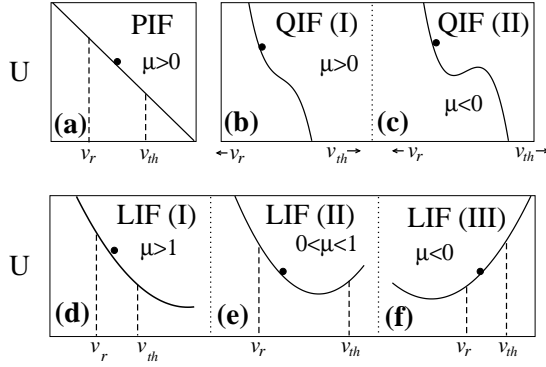 PIF
μ>0
U
(a)
v_r
v_th
QIF (I)
μ>0
(b)
v_r
v_th
QIF (II)
μ<0
(c)
v_r
v_th
LIF (I)
μ>1
U
(d)
v_r
v_th
LIF (II)
0<μ<1
(e)
v_r
v_th
LIF (III)
μ<0
(f)
v_r
v_th